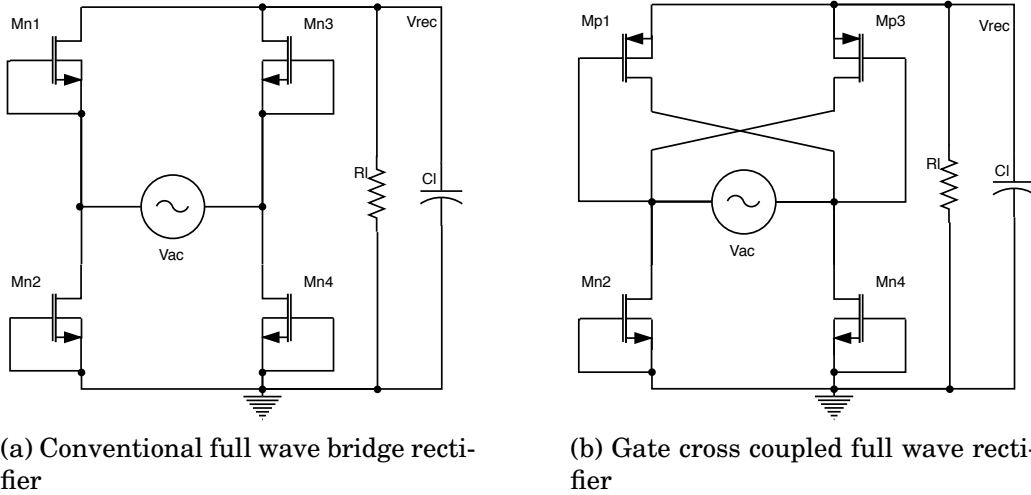 Mn1
Mn3
Vrec
Rl
Cl
Vac
Mn2
Mn4
(a) Conventional full wave bridge recti-
fier
Mp1
Mp3
Vrec
Rl
Cl
Vac
Mn2
Mn4
(b) Gate cross coupled full wave recti-
fier